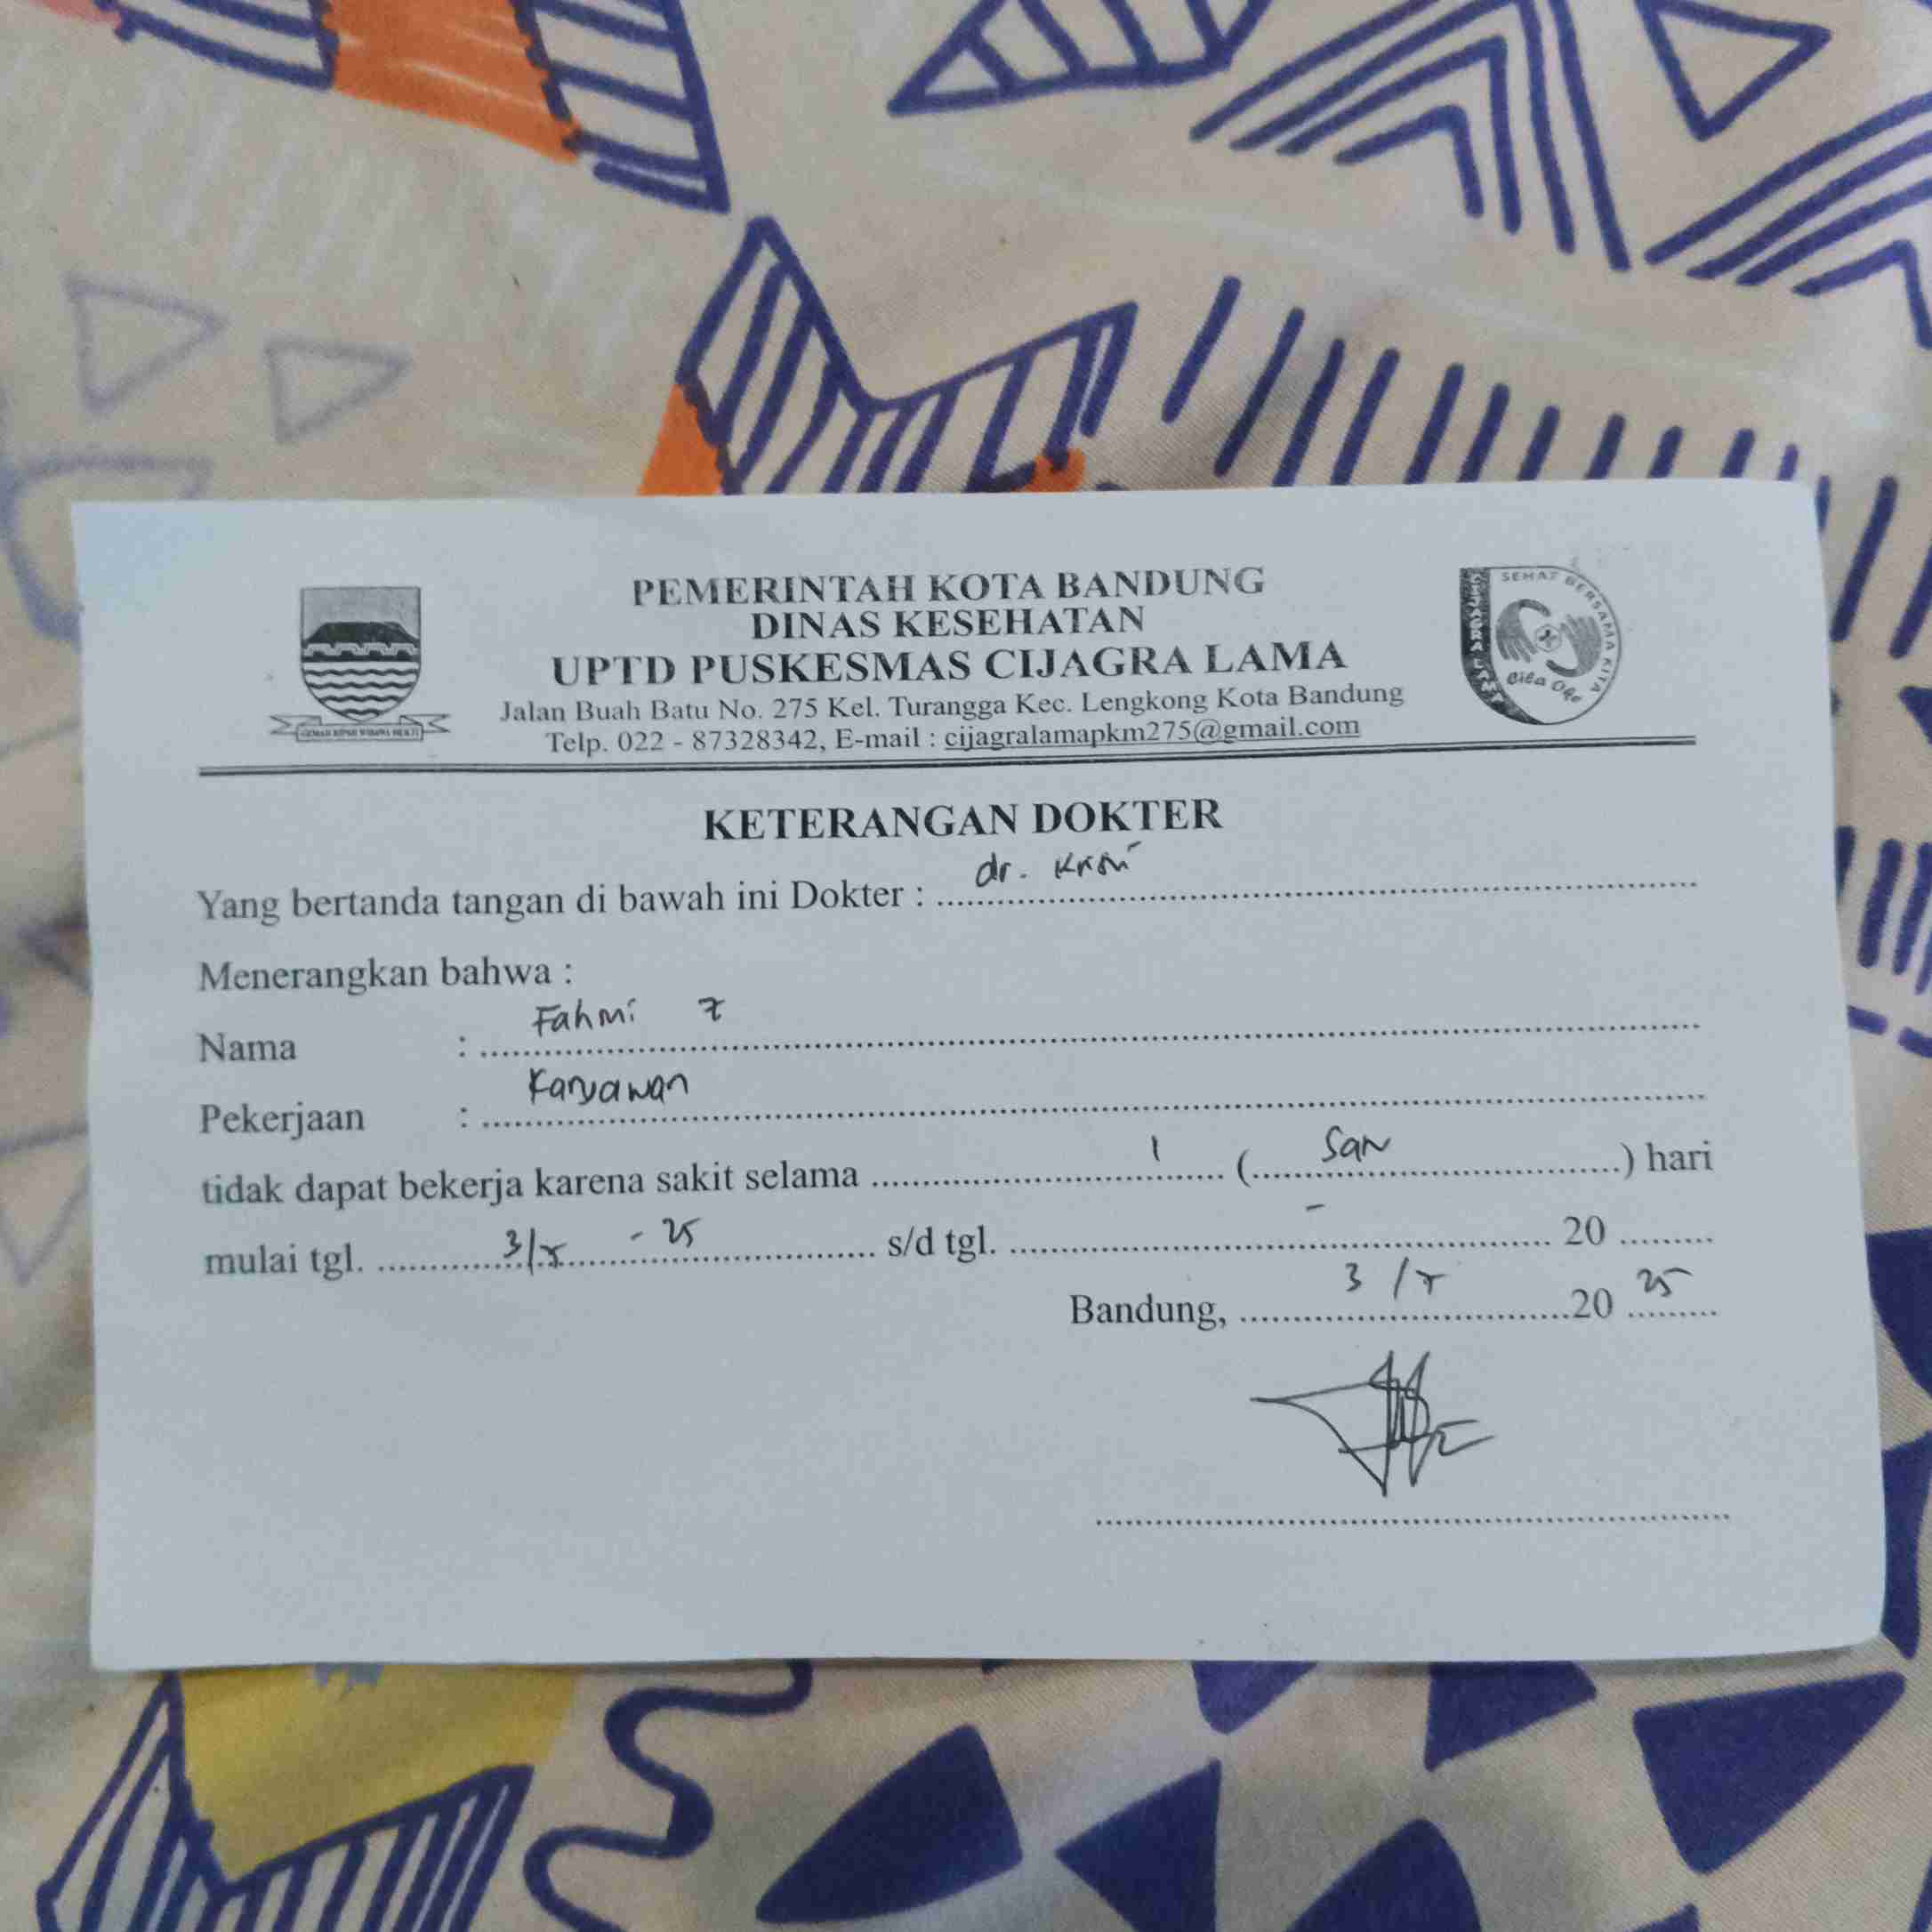 PEMERINTAH KOTA BANDUNG
DINAS KESEHATAN
UPTD PUSKESMAS CIJAGRA LAMA
Jalan Buah Batu No. 275 Kel. Turangga Kec. Lengkong Kota Bandung
Telp. 022 - 87328342, E-mail : cijagralamapkm275@gmail.com
SEHAT BERSAMA KITA
KETERANGAN DOKTER
Yang bertanda tangan di bawah ini Dokter : dr.
Menerangkan bahwa :
Nama : Fahmi Z
Pekerjaan : Karyawan
tidak dapat bekerja karena sakit selama 1 ( ) hari
mulai tgl. 3/5 - 25 s/d tgl. - 20
Bandung, 3 / 5 20 25